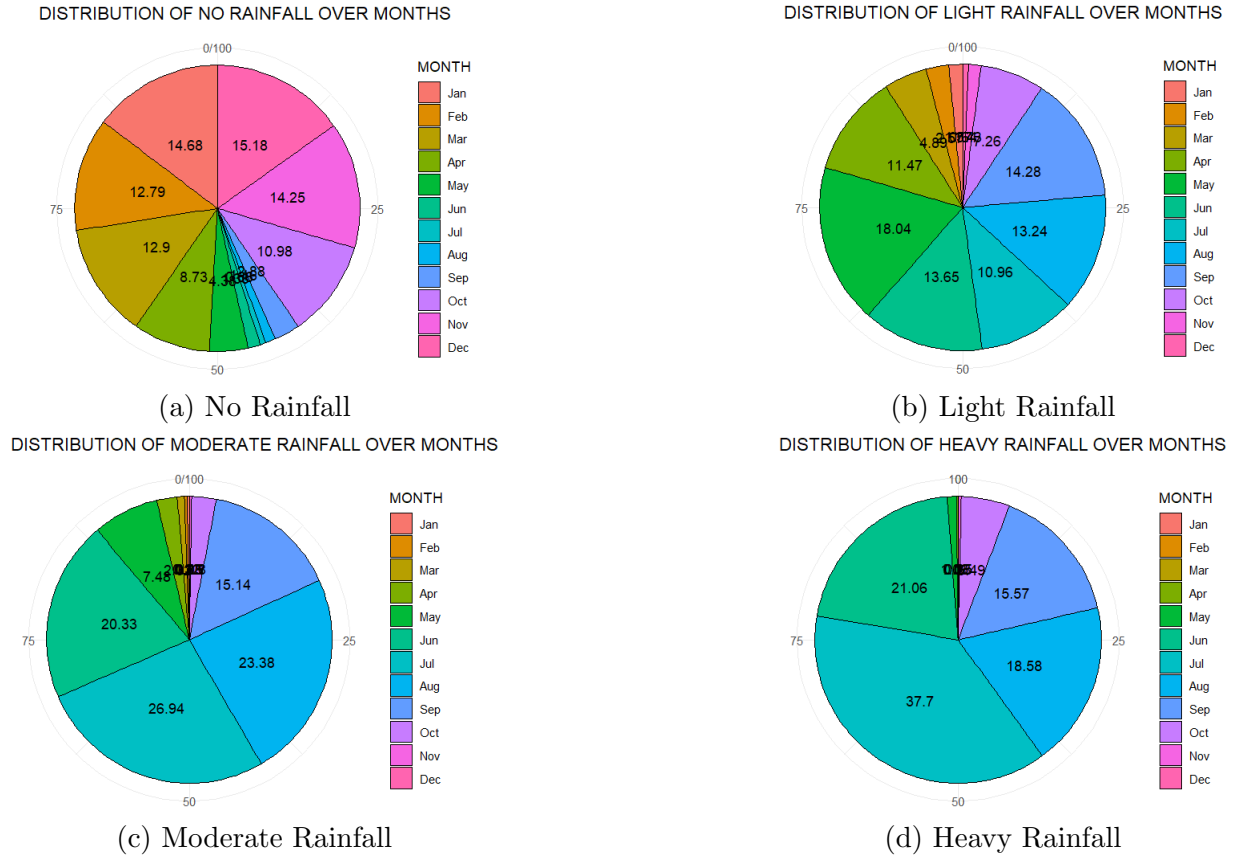 DISTRIBUTION OF NO RAINFALL OVER MONTHS
0/100
75
25
50
14.68
15.18
12.79
14.25
12.9
10.98
8.73
MONTH
Jan
Feb
Mar
Apr
May
Jun
Jul
Aug
Sep
Oct
Nov
Dec
(a) No Rainfall
DISTRIBUTION OF LIGHT RAINFALL OVER MONTHS
0/100
75
25
50
4.89
7.26
11.47
14.28
18.04
13.24
13.65
10.96
MONTH
Jan
Feb
Mar
Apr
May
Jun
Jul
Aug
Sep
Oct
Nov
Dec
(b) Light Rainfall
DISTRIBUTION OF MODERATE RAINFALL OVER MONTHS
0/100
75
25
50
7.48
15.14
20.33
23.38
26.94
MONTH
Jan
Feb
Mar
Apr
May
Jun
Jul
Aug
Sep
Oct
Nov
Dec
(c) Moderate Rainfall
DISTRIBUTION OF HEAVY RAINFALL OVER MONTHS
100
75
25
50
21.06
15.57
18.58
37.7
MONTH
Jan
Feb
Mar
Apr
May
Jun
Jul
Aug
Sep
Oct
Nov
Dec
(d) Heavy Rainfall